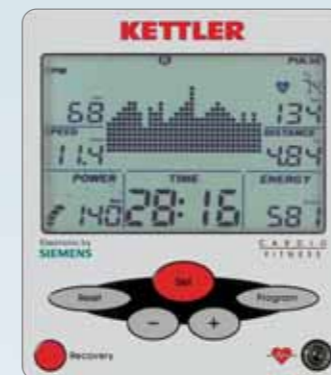 KETTLER
RPM
PULSE
68
134
SPEED
DISTANCE
11.4
4.84
POWER
TIME
ENERGY
140
28:16
581
Electronic by
SIEMENS
CARDIO
FITNESS
Set
Reset
Program
− +
Recovery